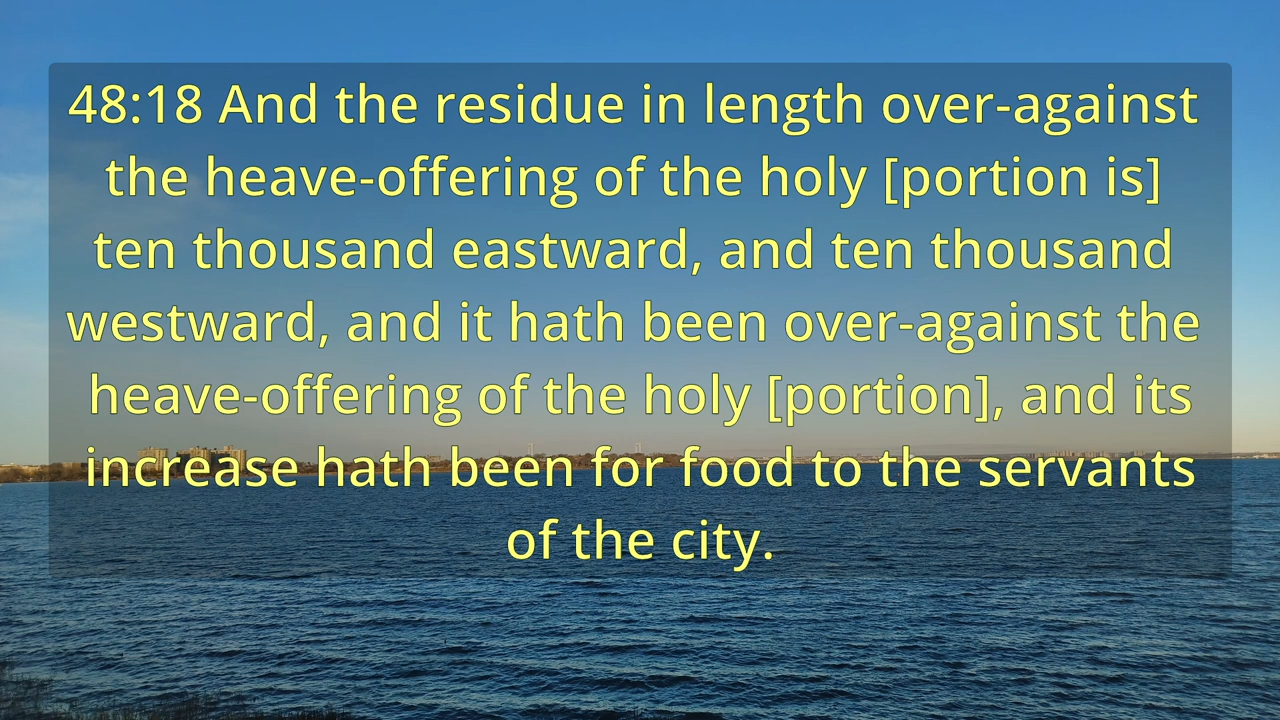 48:18 And the residue in length over-against
the heave-offering of the holy [portion is]
ten thousand eastward, and ten thousand
westward, and it hath been over-against the
heave-offering of the holy [portion], and its
increase hath been for food to the servants
of the city.